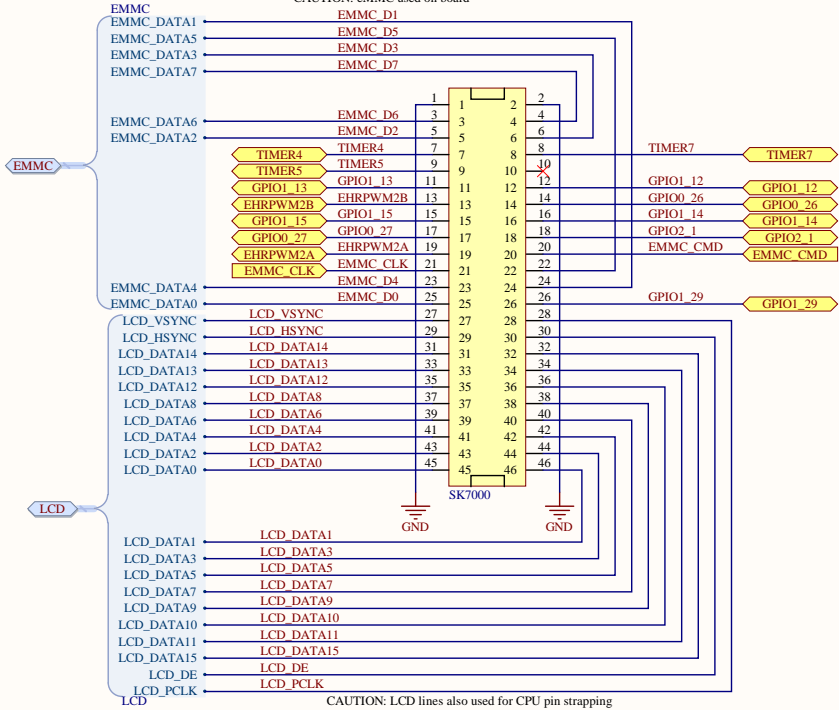 CAUTION: eMMC used on board
EMMC
EMMC_DATA1 EMMC_D1
EMMC_DATA5 EMMC_D5
EMMC_DATA3 EMMC_D3
EMMC_DATA7 EMMC_D7
1 1 2 2
EMMC_DATA6 EMMC_D6 3 3 4 4
EMMC_DATA2 EMMC_D2 5 5 6 6
TIMER4 TIMER4 7 7 8 8 TIMER7 TIMER7
EMMC
TIMER5 TIMER5 9 9 10 10
GPIO1_13 GPIO1_13 11 11 12 12 GPIO1_12 GPIO1_12
EHRPWM2B EHRPWM2B 13 13 14 14 GPIO0_26 GPIO0_26
GPIO1_15 GPIO1_15 15 15 16 16 GPIO1_14 GPIO1_14
GPIO0_27 GPIO0_27 17 17 18 18 GPIO2_1 GPIO2_1
EHRPWM2A EHRPWM2A 19 19 20 20 EMMC_CMD EMMC_CMD
EMMC_CLK EMMC_CLK 21 21 22 22
EMMC_DATA4 EMMC_D4 23 23 24 24
EMMC_DATA0 EMMC_D0 25 25 26 26 GPIO1_29 GPIO1_29
LCD_VSYNC LCD_VSYNC 27 27 28 28
LCD_HSYNC LCD_HSYNC 29 29 30 30
LCD_DATA14 LCD_DATA14 31 31 32 32
LCD_DATA13 LCD_DATA13 33 33 34 34
LCD_DATA12 LCD_DATA12 35 35 36 36
LCD_DATA8 LCD_DATA8 37 37 38 38
LCD_DATA6 LCD_DATA6 39 39 40 40
LCD_DATA4 LCD_DATA4 41 41 42 42
LCD_DATA2 LCD_DATA2 43 43 44 44
LCD_DATA0 LCD_DATA0 45 45 46 46
SK7000
LCD
GND GND
LCD_DATA1 LCD_DATA1
LCD_DATA3 LCD_DATA3
LCD_DATA5 LCD_DATA5
LCD_DATA7 LCD_DATA7
LCD_DATA9 LCD_DATA9
LCD_DATA10 LCD_DATA10
LCD_DATA11 LCD_DATA11
LCD_DATA15 LCD_DATA15
LCD_DE LCD_DE
LCD_PCLK LCD_PCLK
LCD
CAUTION: LCD lines also used for CPU pin strapping